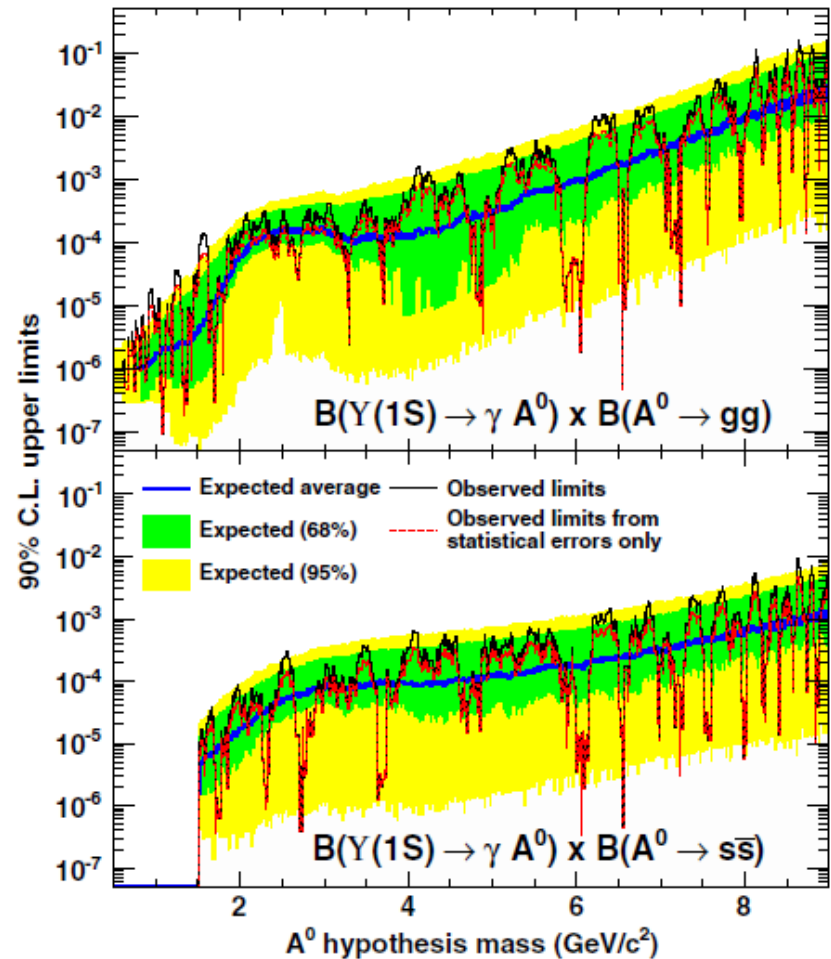 90% C.L. upper limits
10⁻¹
10⁻²
10⁻³
10⁻⁴
10⁻⁵
10⁻⁶
10⁻⁷
B(Υ(1S) → γ A⁰) x B(A⁰ → gg)
10⁻¹
10⁻²
10⁻³
10⁻⁴
10⁻⁵
10⁻⁶
10⁻⁷
Expected average
Expected (68%)
Expected (95%)
Observed limits
Observed limits from
statistical errors only
B(Υ(1S) → γ A⁰) x B(A⁰ → ss̅)
2 4 6 8
A⁰ hypothesis mass (GeV/c²)